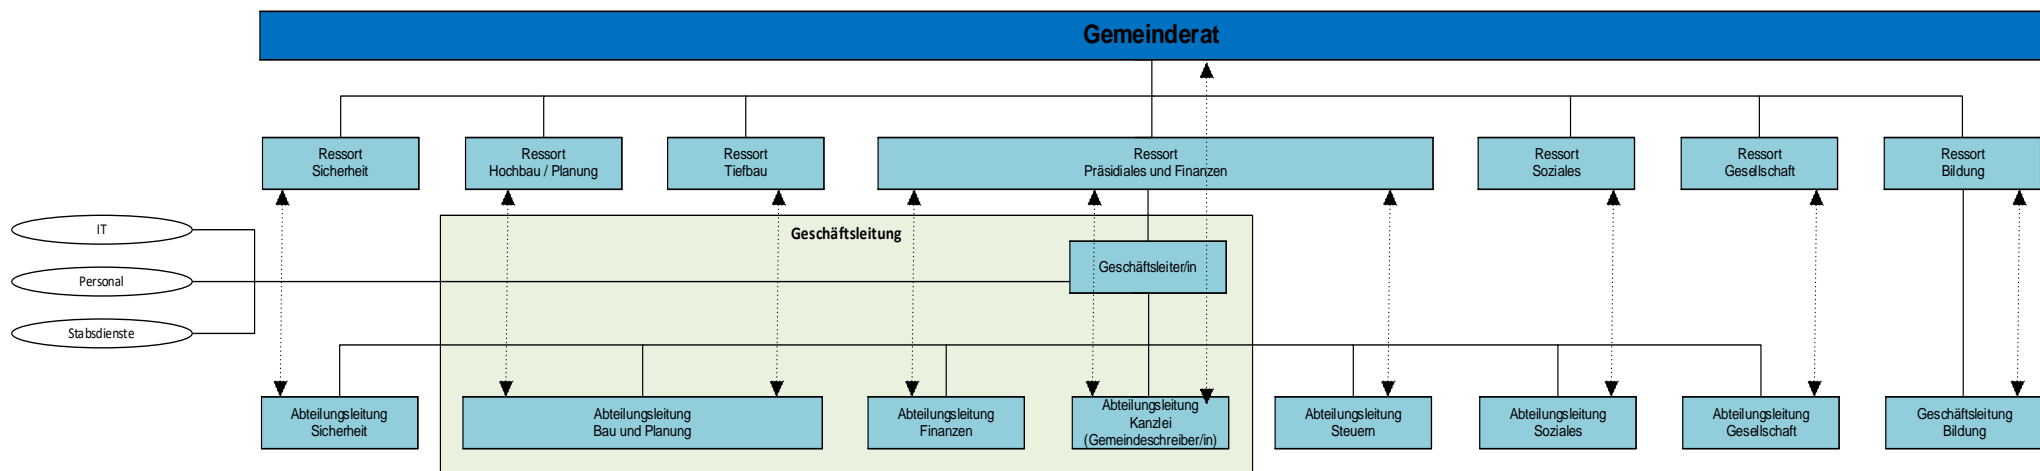 Gemeinderat
Ressort
Sicherheit
Ressort
Hochbau / Planung
Ressort
Tiefbau
Ressort
Präsidiales und Finanzen
Ressort
Soziales
Ressort
Gesellschaft
Ressort
Bildung
IT
Personal
Stabsdienste
Geschäftsleitung
Geschäftsleiter/in
Abteilungsleitung
Sicherheit
Abteilungsleitung
Bau und Planung
Abteilungsleitung
Finanzen
Abteilungsleitung
Kanzlei
(Gemeindeschreiber/in)
Abteilungsleitung
Steuern
Abteilungsleitung
Soziales
Abteilungsleitung
Gesellschaft
Geschäftsleitung
Bildung